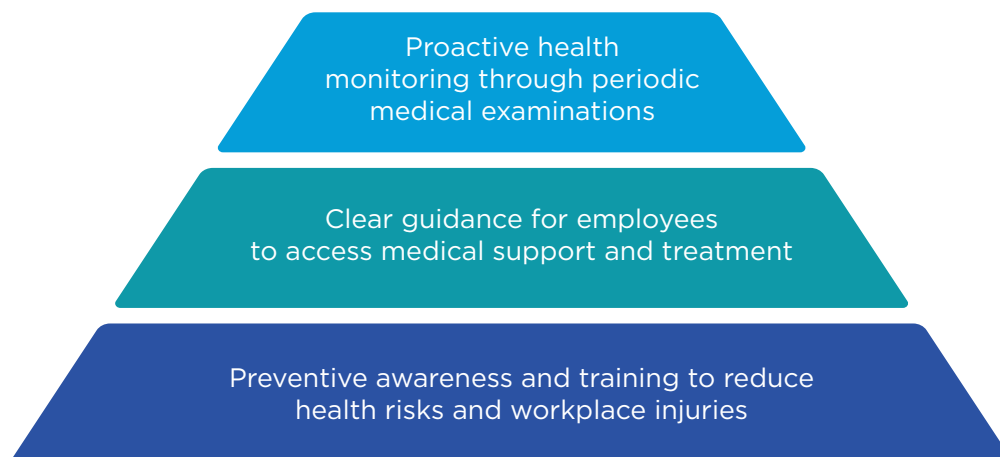 Proactive health
monitoring through periodic
medical examinations
Clear guidance for employees
to access medical support and treatment
Preventive awareness and training to reduce
health risks and workplace injuries